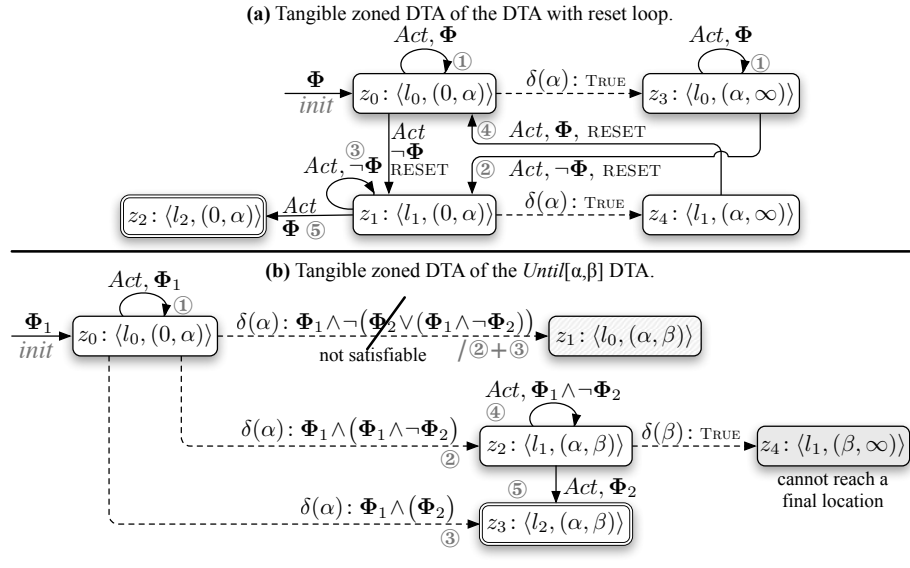 (a) Tangible zoned DTA of the DTA with reset loop.
Act, Φ
①
Act, Φ
①
Φ
init
z₀: ⟨l₀, (0, α)⟩
δ(α): TRUE
z₃: ⟨l₀, (α, ∞)⟩
④
Act, Φ, RESET
Act
¬Φ
RESET
③
Act, ¬Φ
②
Act, ¬Φ, RESET
z₂: ⟨l₂, (0, α)⟩
Act
Φ ⑤
z₁: ⟨l₁, (0, α)⟩
δ(α): TRUE
z₄: ⟨l₁, (α, ∞)⟩
(b) Tangible zoned DTA of the Until[α,β] DTA.
Act, Φ₁
①
Φ₁
init
z₀: ⟨l₀, (0, α)⟩
δ(α): Φ₁∧¬(Φ₂∨(Φ₁∧¬Φ₂))
not satisfiable
/②+③
z₁: ⟨l₀, (α, β)⟩
Act, Φ₁∧¬Φ₂
④
δ(α): Φ₁∧(Φ₁∧¬Φ₂)
②
z₂: ⟨l₁, (α, β)⟩
δ(β): TRUE
z₄: ⟨l₁, (β, ∞)⟩
cannot reach a
final location
⑤
Act, Φ₂
δ(α): Φ₁∧(Φ₂)
③
z₃: ⟨l₂, (α, β)⟩